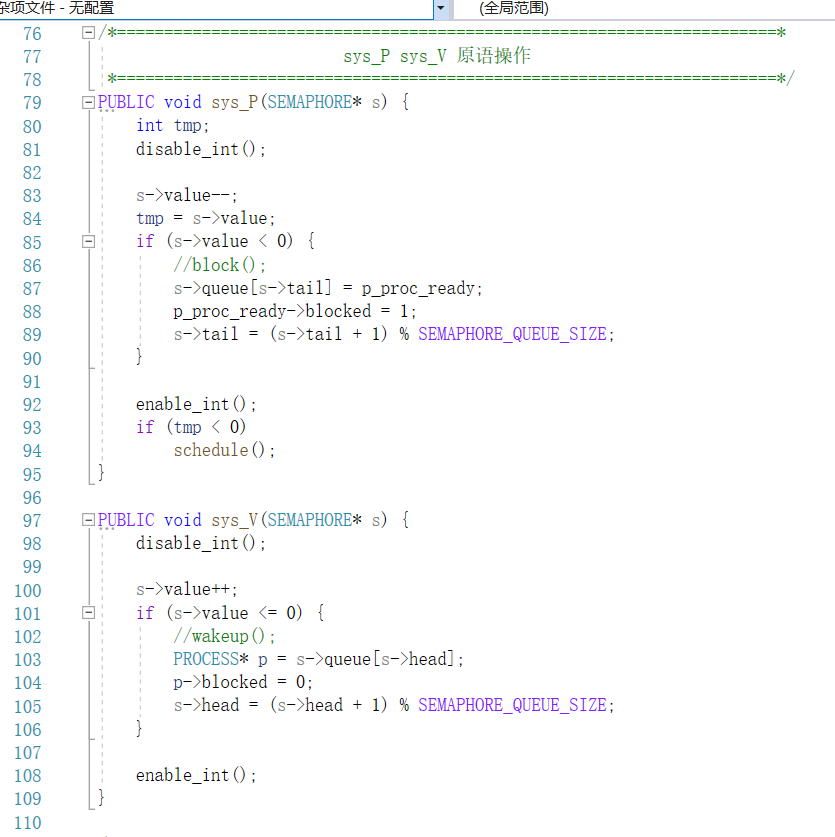 杂项文件 - 无配置 (全局范围)
76 /*======================================================================*
77 sys_P sys_V 原语操作
78 *======================================================================*/
79 PUBLIC void sys_P(SEMAPHORE* s) {
80 int tmp;
81 disable_int();
82
83 s->value--;
84 tmp = s->value;
85 if (s->value < 0) {
86 //block();
87 s->queue[s->tail] = p_proc_ready;
88 p_proc_ready->blocked = 1;
89 s->tail = (s->tail + 1) % SEMAPHORE_QUEUE_SIZE;
90 }
91
92 enable_int();
93 if (tmp < 0)
94 schedule();
95 }
96
97 PUBLIC void sys_V(SEMAPHORE* s) {
98 disable_int();
99
100 s->value++;
101 if (s->value <= 0) {
102 //wakeup();
103 PROCESS* p = s->queue[s->head];
104 p->blocked = 0;
105 s->head = (s->head + 1) % SEMAPHORE_QUEUE_SIZE;
106 }
107
108 enable_int();
109 }
110